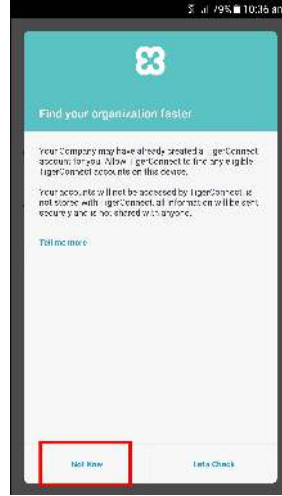 79% 10:36 am
Find your organization faster
Your Company may have already created a TigerConnect
account for you. Allow TigerConnect to find any eligible
TigerConnect accounts on this device.
Your accounts will not be accessed by TigerConnect, is
not stored with TigerConnect, all information will be sent
securely and is not shared with anyone.
Tell me more
Not Now
Let's Check